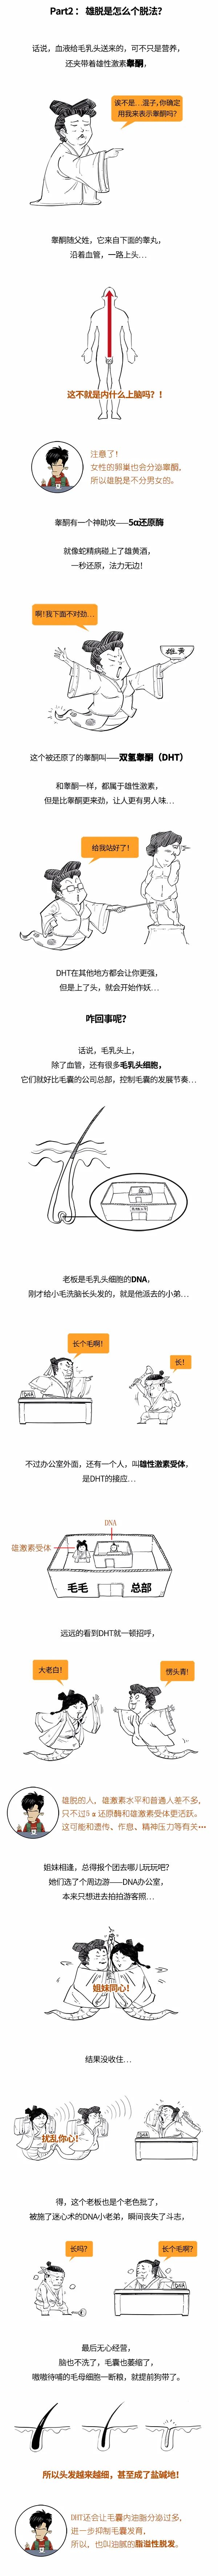 Part2： 雄脱是怎么个脱法？
话说，血液给毛乳头送来的，可不只是营养，
还夹带着雄性激素睾酮，
诶不是…混子，你确定
用我来表示睾酮吗？
睾酮随父姓，它来自下面的睾丸，
沿着血管，一路上头…
这不就是内什么上脑吗？！
注意了！
女性的卵巢也会分泌睾酮，
所以雄脱是不分男女的。
睾酮有一个神助攻——5α还原酶
就像蛇精病碰上了雄黄酒，
一秒还原，法力无边！
啊！我下面不对劲…
雄黄
这个被还原了的睾酮叫——双氢睾酮（DHT）
和睾酮一样，都属于雄性激素，
但是比睾酮更来劲，让人更有男人味…
给我站好了！
DHT在其他地方都会让你更强，
但是上了头，就会开始作妖…
咋回事呢？
话说，毛乳头上，
除了血管，还有很多毛乳头细胞，
它们就好比毛囊的公司总部，控制毛囊的发展节奏…
老板是毛乳头细胞的DNA，
刚才给小毛洗脑长头发的，就是他派去的小弟…
长个毛啊！
长！
DNA
不过办公室外面，还有一个人，叫雄性激素受体，
是DHT的接应…
DNA
雄激素受体
毛毛 总部
远远的看到DHT就一顿招呼，
大老白！
愣头青！
雄脱的人，雄激素水平和普通人差不多，
只不过5α还原酶和雄激素受体更活跃。
这可能和遗传、作息、精神压力等有关…
姐妹相逢，总得报个团去哪儿玩玩吧？
她们选了个周边游——DNA办公室，
本来只想进去拍拍游客照…
姐妹同心！
结果没收住…
扰乱你心！
得，这个老板也是个老色批了，
被施了迷心术的DNA小老弟，瞬间丧失了斗志，
长吗？
长个毛啊？
DNA
最后无心经营，
脑也不洗了，毛囊也萎缩了，
嗷嗷待哺的毛母细胞一断粮，就提前狗带了。
所以头发越来越细，甚至成了盐碱地！
DHT还会让毛囊内油脂分泌过多，
进一步抑制毛囊发育，
所以，也叫油腻的脂溢性脱发。